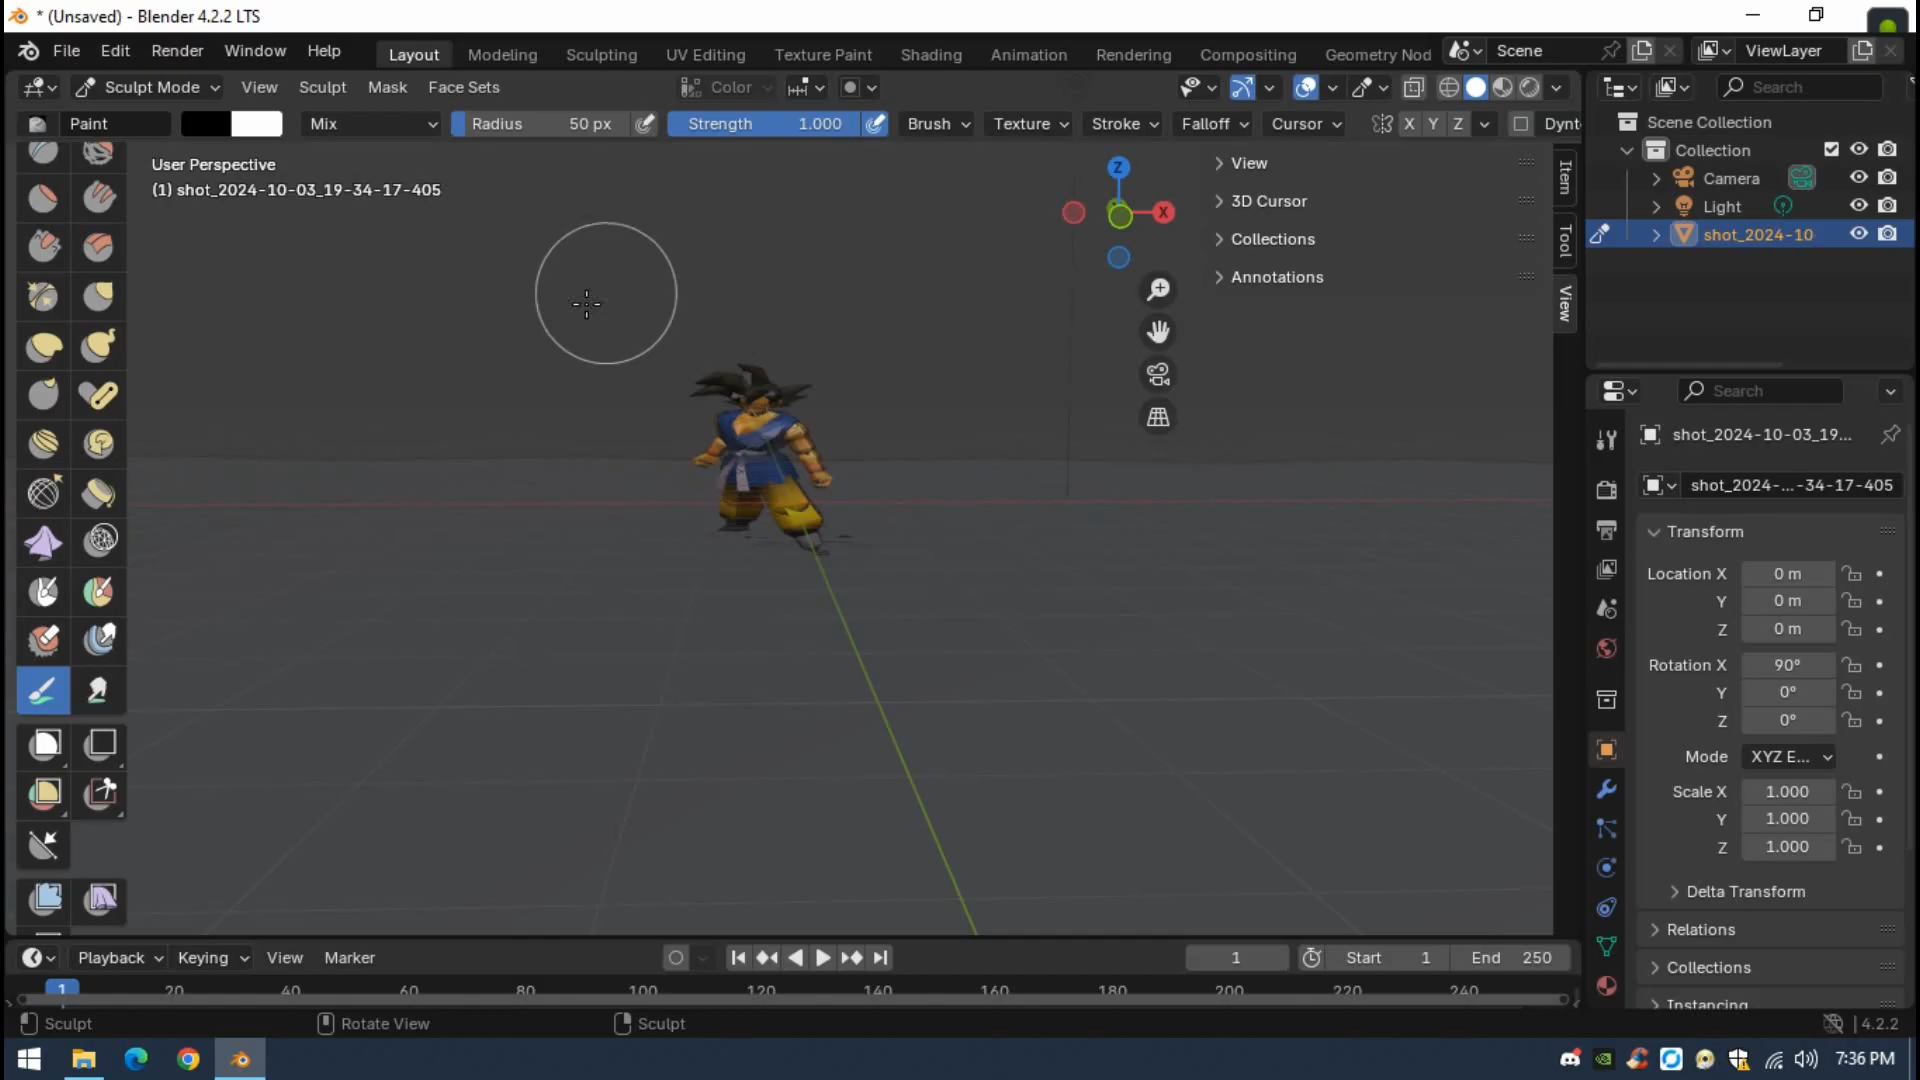 * (Unsaved) - Blender 4.2.2 LTS
File Edit Render Window Help Layout Modeling Sculpting UV Editing Texture Paint Shading Animation Rendering Compositing Geometry Nod Scene ViewLayer
Sculpt Mode View Sculpt Mask Face Sets Color Search
Paint Mix Radius 50 px Strength 1.000 Brush Texture Stroke Falloff Cursor X Y Z Dynt
Scene Collection
Collection
Camera
Light
shot_2024-10
User Perspective
(1) shot_2024-10-03_19-34-17-405
Z
X
View
3D Cursor
Collections
Annotations
Item
Tool
View
Search
shot_2024-10-03_19...
shot_2024-...-34-17-405
Transform
Location X 0 m
Y 0 m
Z 0 m
Rotation X 90°
Y 0°
Z 0°
Mode XYZ E...
Scale X 1.000
Y 1.000
Z 1.000
Delta Transform
Relations
Collections
Instancing
Playback Keying View Marker 1 Start 1 End 250
1 20 40 60 80 100 120 140 160 180 200 220 240
Sculpt Rotate View Sculpt 4.2.2
7:36 PM